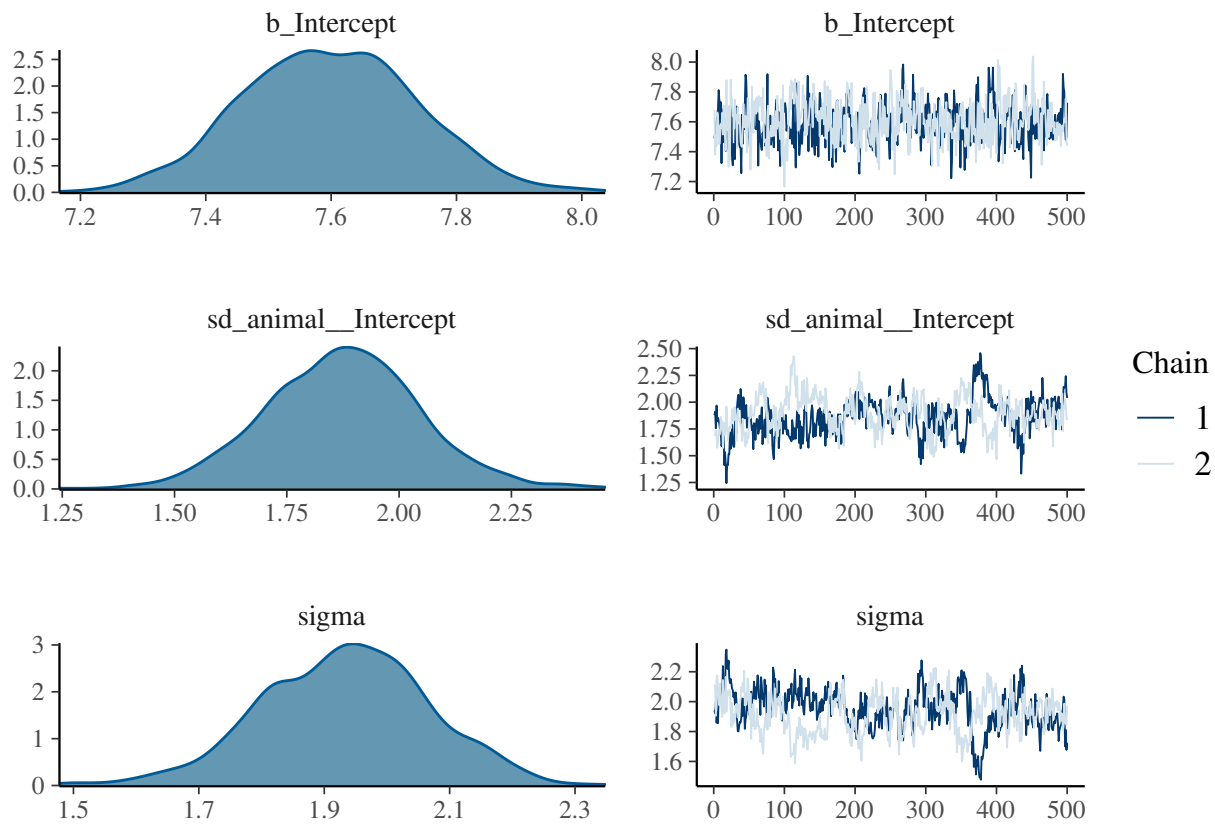 b_Intercept
2.5
2.0
1.5
1.0
0.5
0.0
7.2 7.4 7.6 7.8 8.0
b_Intercept
8.0
7.8
7.6
7.4
7.2
0 100 200 300 400 500
sd_animal__Intercept
2.0
1.5
1.0
0.5
0.0
1.25 1.50 1.75 2.00 2.25
sd_animal__Intercept
2.50
2.25
2.00
1.75
1.50
1.25
0 100 200 300 400 500
sigma
3
2
1
0
1.5 1.7 1.9 2.1 2.3
sigma
2.2
2.0
1.8
1.6
0 100 200 300 400 500
Chain
1
2